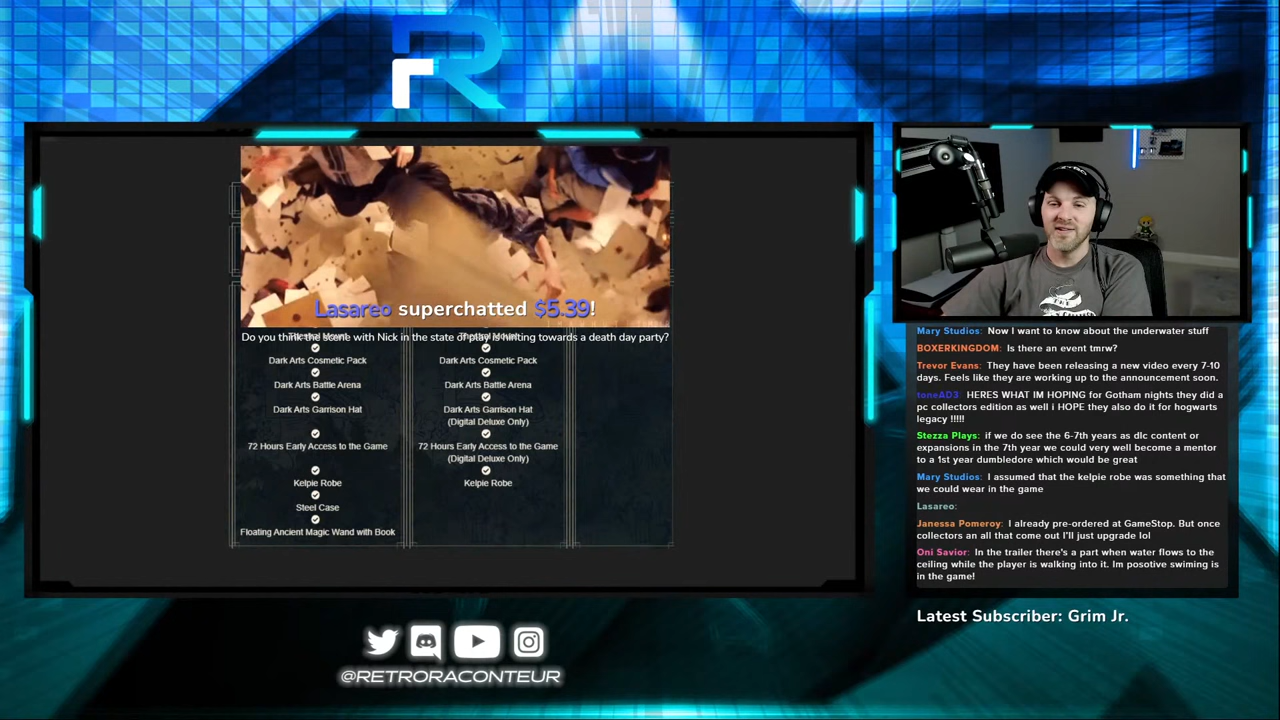 Lasareo superchatted $5.39!
Do you think the scene with Nick in the state of play is hinting towards a death day party?
Dark Arts Cosmetic Pack
Dark Arts Battle Arena
Dark Arts Garrison Hat
72 Hours Early Access to the Game
Kelpie Robe
Steel Case
Floating Ancient Magic Wand with Book
Dark Arts Cosmetic Pack
Dark Arts Battle Arena
Dark Arts Garrison Hat
(Digital Deluxe Only)
72 Hours Early Access to the Game
(Digital Deluxe Only)
Kelpie Robe
Mary Studios: Now I want to know about the underwater stuff
BOXERKINGDOM: Is there an event tmrw?
Trevor Evans: They have been releasing a new video every 7-10
days. Feels like they are working up to the announcement soon.
toneAD3: HERES WHAT IM HOPING for Gotham nights they did a
pc collectors edition as well i HOPE they also do it for hogwarts
legacy !!!!!
Stezza Plays: if we do see the 6-7th years as dlc content or
expansions in the 7th year we could very well become a mentor
to a 1st year dumbledore which would be great
Mary Studios: I assumed that the kelpie robe was something that
we could wear in the game
Lasareo:
Janessa Pomeroy: I already pre-ordered at GameStop. But once
collectors an all that come out I'll just upgrade lol
Oni Savior: In the trailer there's a part when water flows to the
ceiling while the player is walking into it. Im posotive swiming is
in the game!
Latest Subscriber: Grim Jr.
@RETRORACONTEUR